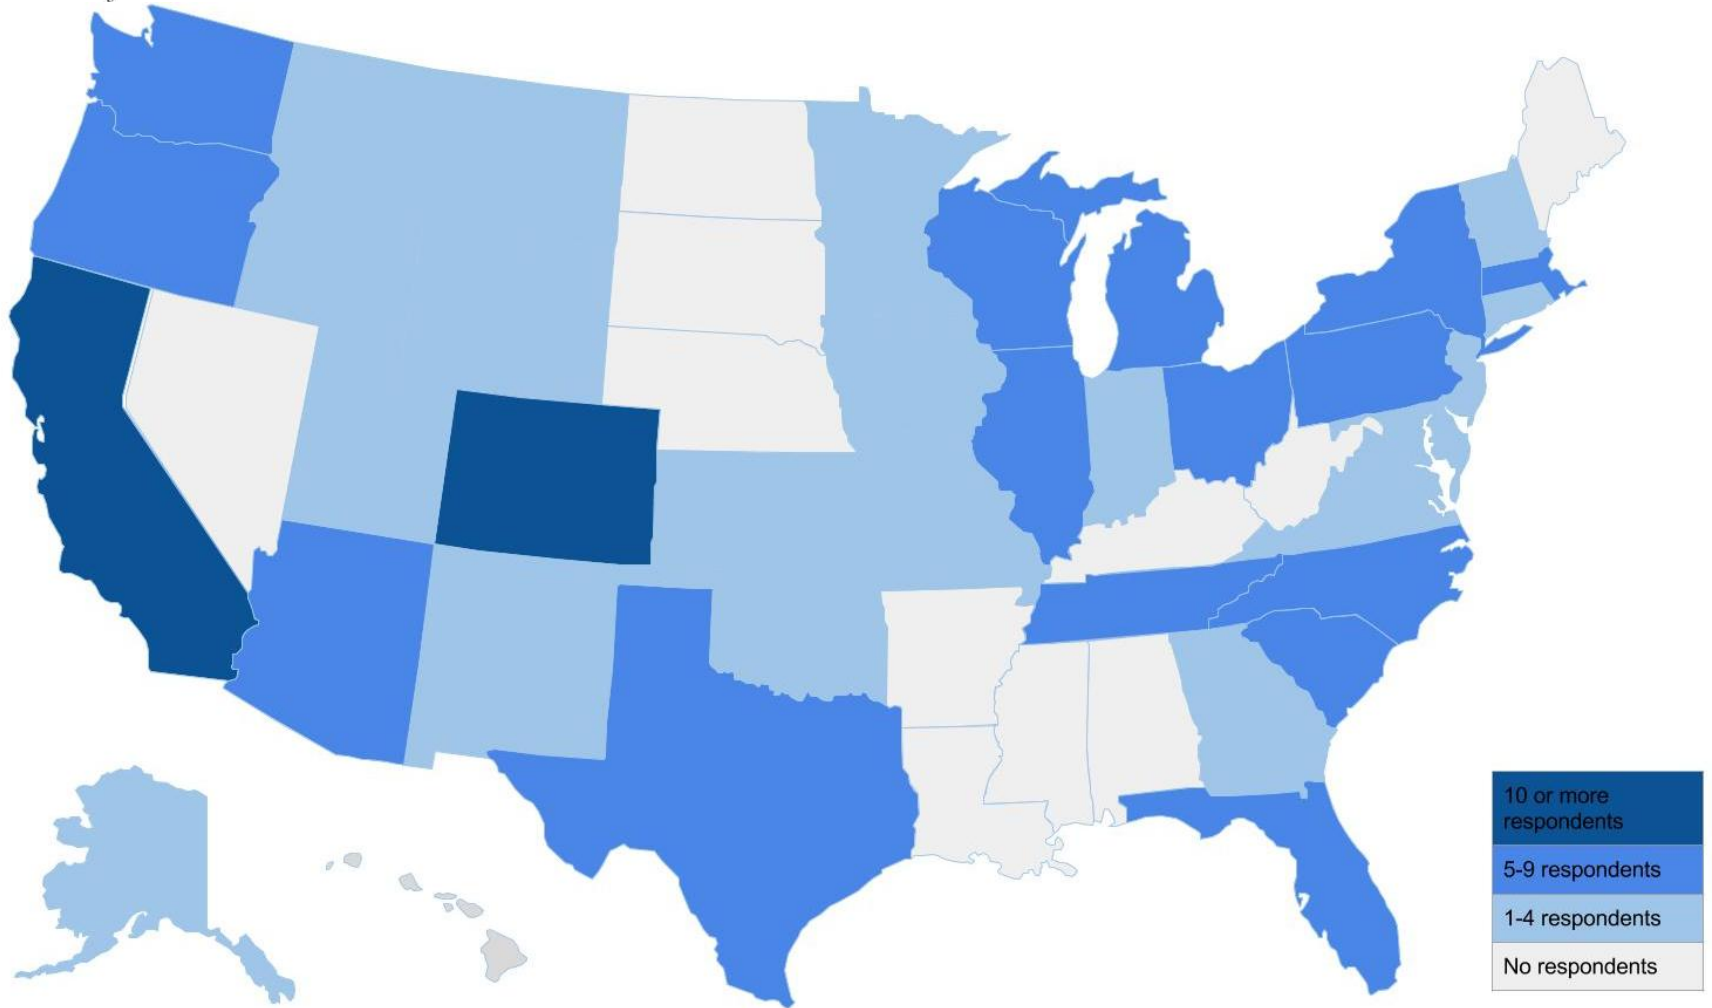 10 or more
respondents
5-9 respondents
1-4 respondents
No respondents